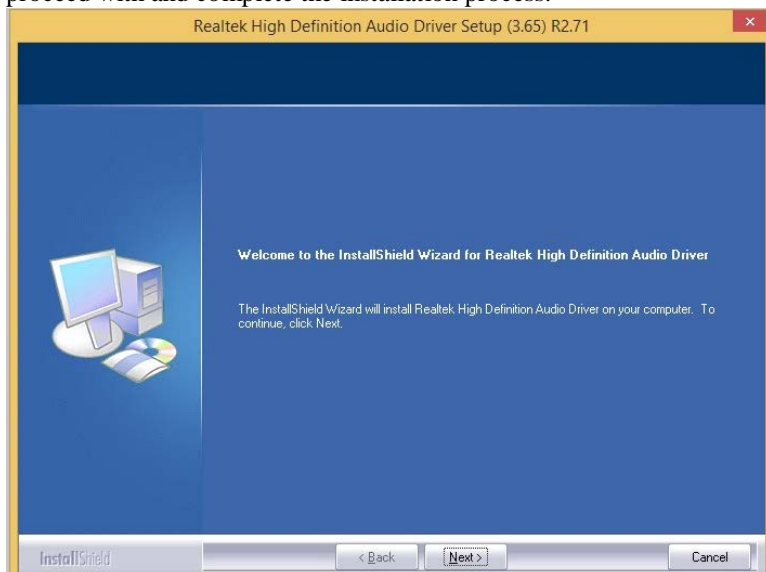 proceed with and complete the installation process.
Realtek High Definition Audio Driver Setup (3.65) R2.71
Welcome to the InstallShield Wizard for Realtek High Definition Audio Driver
The InstallShield Wizard will install Realtek High Definition Audio Driver on your computer. To
continue, click Next.
InstallShield
< Back
Next >
Cancel